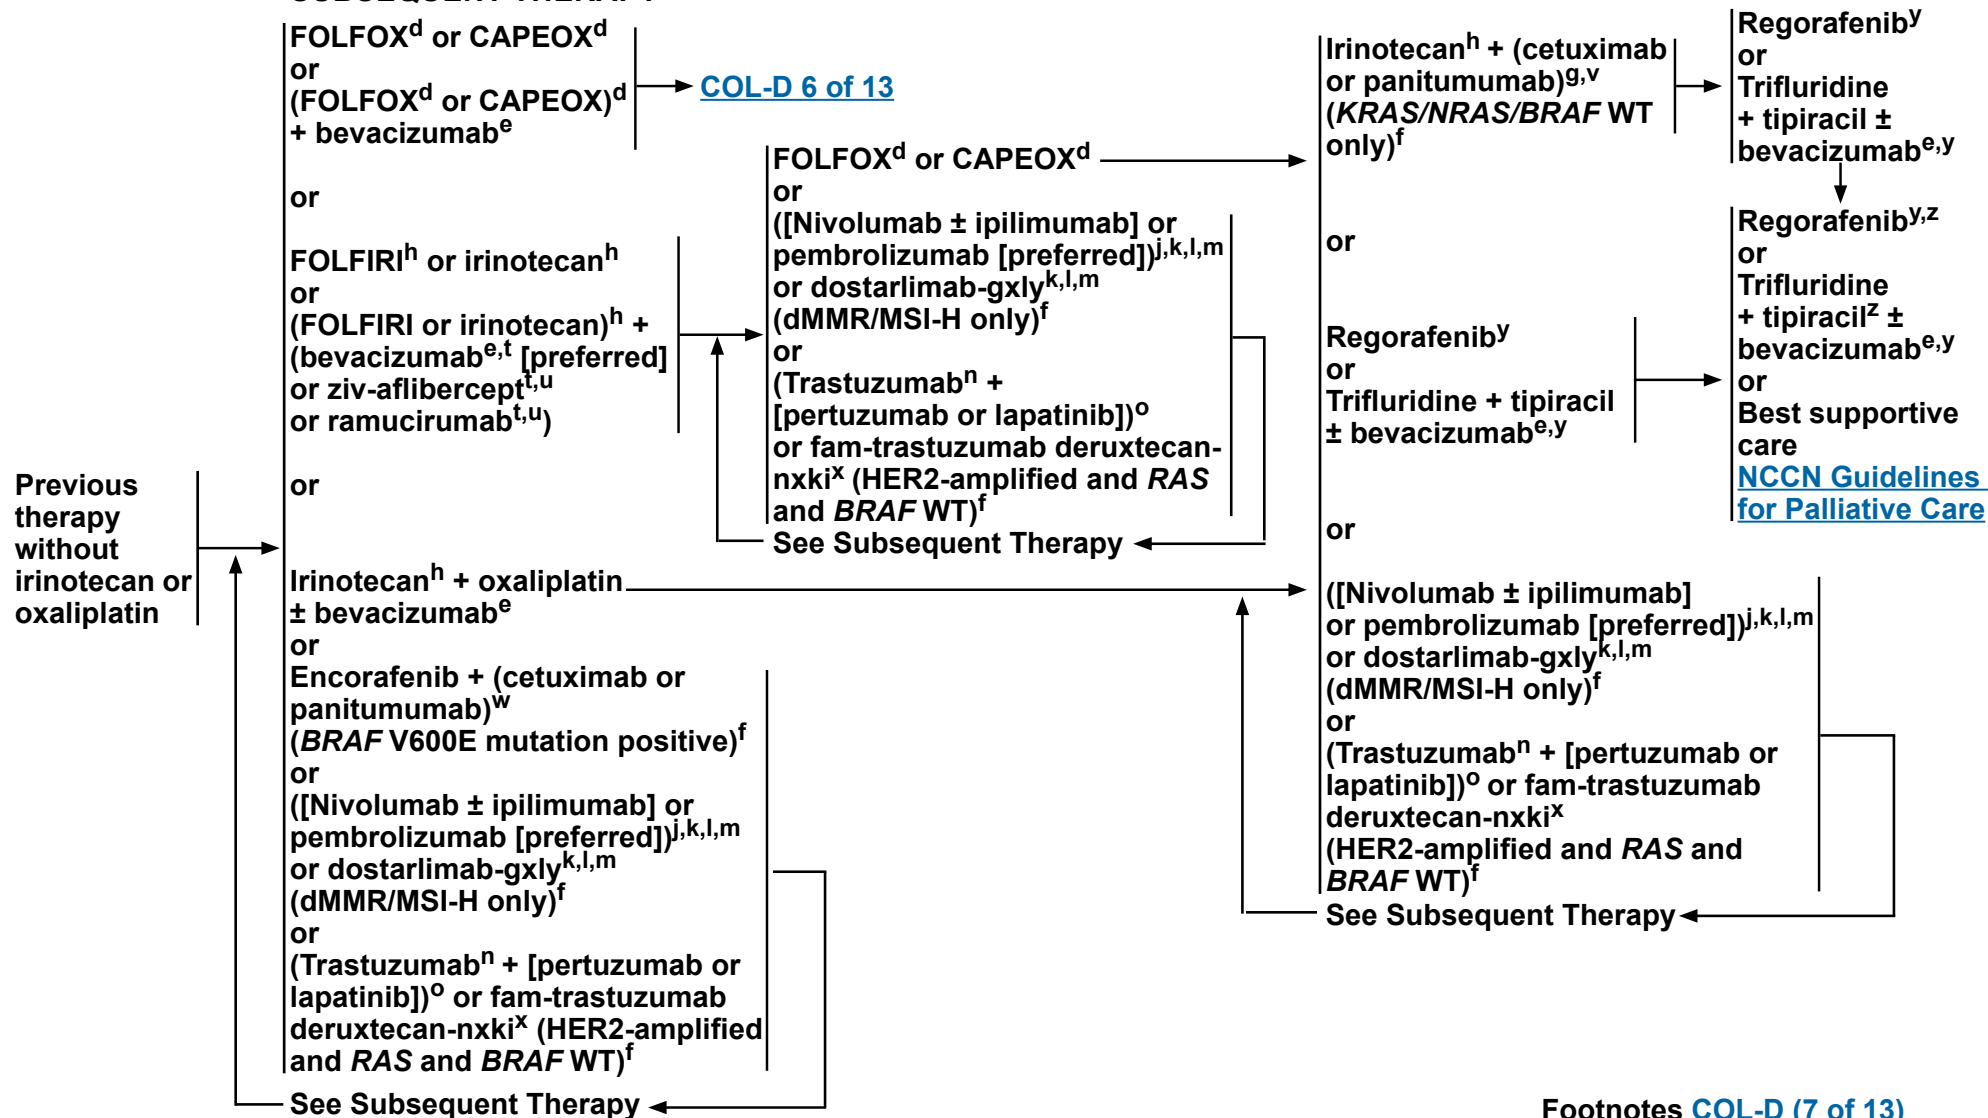 SUBSEQUENT THERAPY
Previous
therapy
without
irinotecan or
oxaliplatin
FOLFOXd or CAPEOXd
or
(FOLFOXd or CAPEOX)d
+ bevacizumabe
COL-D 6 of 13
or
FOLFIRIh or irinotecanh
or
(FOLFIRI or irinotecan)h +
(bevacizumabe,t [preferred]
or ziv-afliberceptt,u
or ramucirumabt,u)
or
Irinotecanh + oxaliplatin
± bevacizumabe
or
Encorafenib + (cetuximab or
panitumumab)w
(BRAF V600E mutation positive)f
or
([Nivolumab ± ipilimumab] or
pembrolizumab [preferred])j,k,l,m
or dostarlimab-gxlyk,l,m
(dMMR/MSI-H only)f
or
(Trastuzumabn + [pertuzumab or
lapatinib])o or fam-trastuzumab
deruxtecan-nxkix (HER2-amplified
and RAS and BRAF WT)f
See Subsequent Therapy
FOLFOXd or CAPEOXd
or
([Nivolumab ± ipilimumab] or
pembrolizumab [preferred])j,k,l,m
or dostarlimab-gxlyk,l,m
(dMMR/MSI-H only)f
or
(Trastuzumabn +
[pertuzumab or lapatinib])o
or fam-trastuzumab deruxtecan-
nxkix (HER2-amplified and RAS
and BRAF WT)f
See Subsequent Therapy
Irinotecanh + (cetuximab
or panitumumab)g,v
(KRAS/NRAS/BRAF WT
only)f
or
Regorafeniby
or
Trifluridine + tipiracil
± bevacizumabe,y
or
([Nivolumab ± ipilimumab]
or pembrolizumab [preferred])j,k,l,m
or dostarlimab-gxlyk,l,m
(dMMR/MSI-H only)f
or
(Trastuzumabn + [pertuzumab or
lapatinib])o or fam-trastuzumab
deruxtecan-nxkix
(HER2-amplified and RAS and
BRAF WT)f
See Subsequent Therapy
Regorafeniby
or
Trifluridine
+ tipiracil ±
bevacizumabe,y
Regorafeniby,z
or
Trifluridine
+ tipiracilz ±
bevacizumabe,y
or
Best supportive
care
NCCN Guidelines
for Palliative Care
Footnotes COL-D (7 of 13)